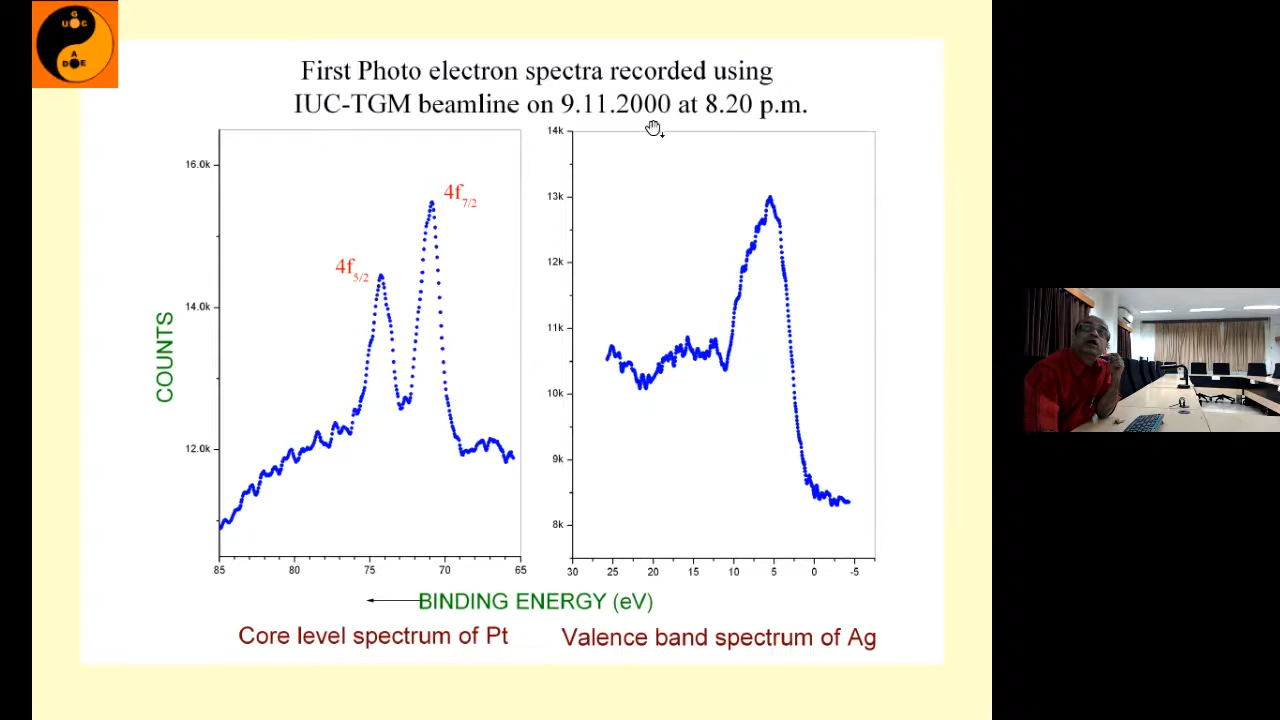 G
U G C
A
D E
First Photo electron spectra recorded using
IUC-TGM beamline on 9.11.2000 at 8.20 p.m.
16.0k
14.0k
12.0k
COUNTS
4f5/2
4f7/2
85 80 75 70 65
14k
13k
12k
11k
10k
9k
8k
30 25 20 15 10 5 0 -5
BINDING ENERGY (eV)
Core level spectrum of Pt
Valence band spectrum of Ag